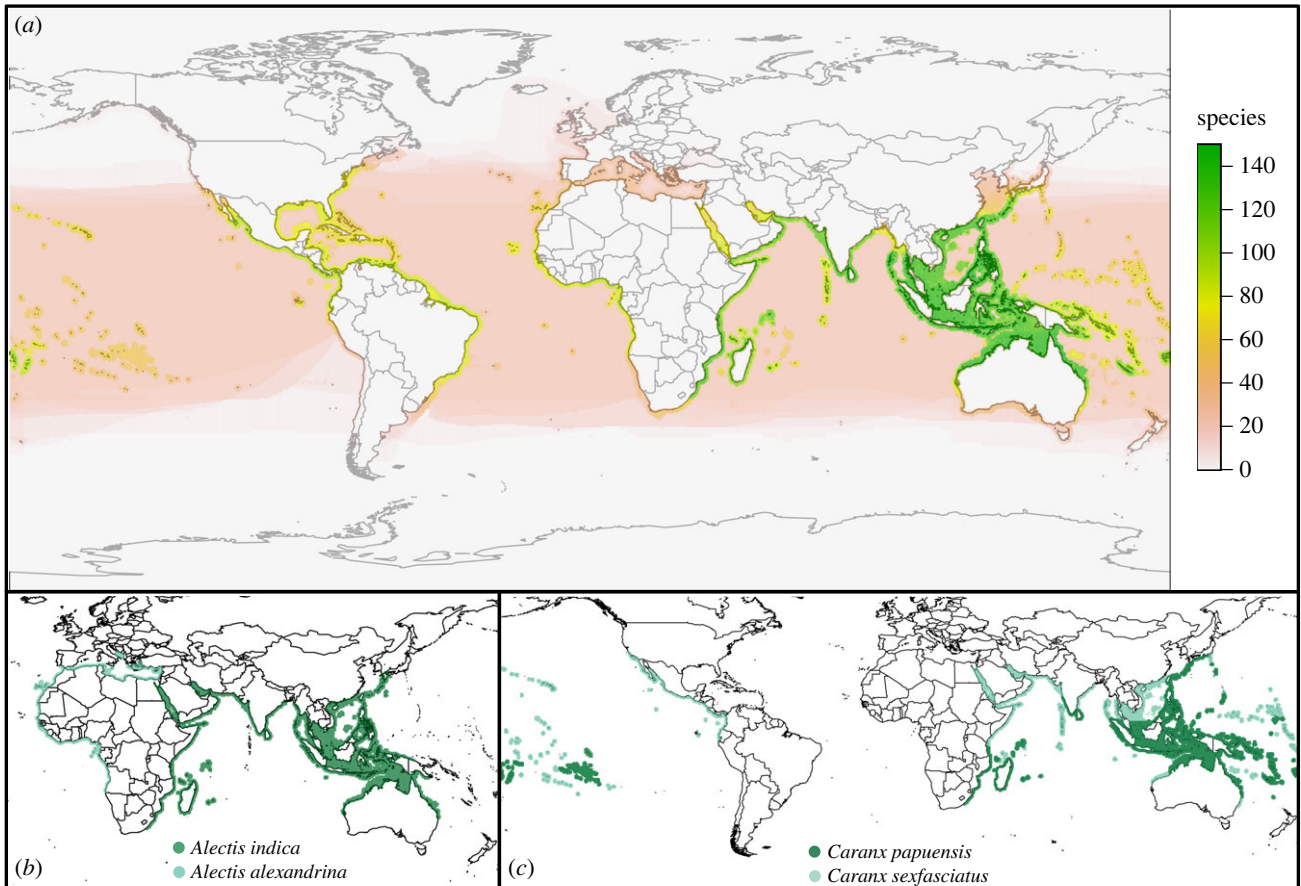 (a)
species
140
120
100
80
60
40
20
0
(b)
Alectis indica
Alectis alexandrina
(c)
Caranx papuensis
Caranx sexfasciatus